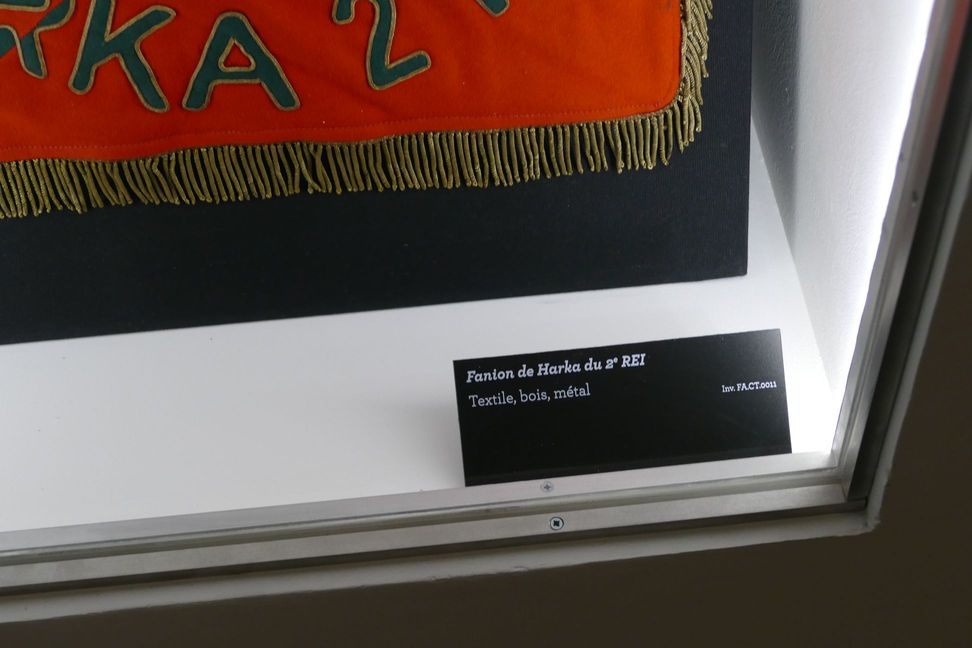 RKA 2
Fanion de Harka du 2e REI
Textile, bois, métal
Inv. FA.CT.0011